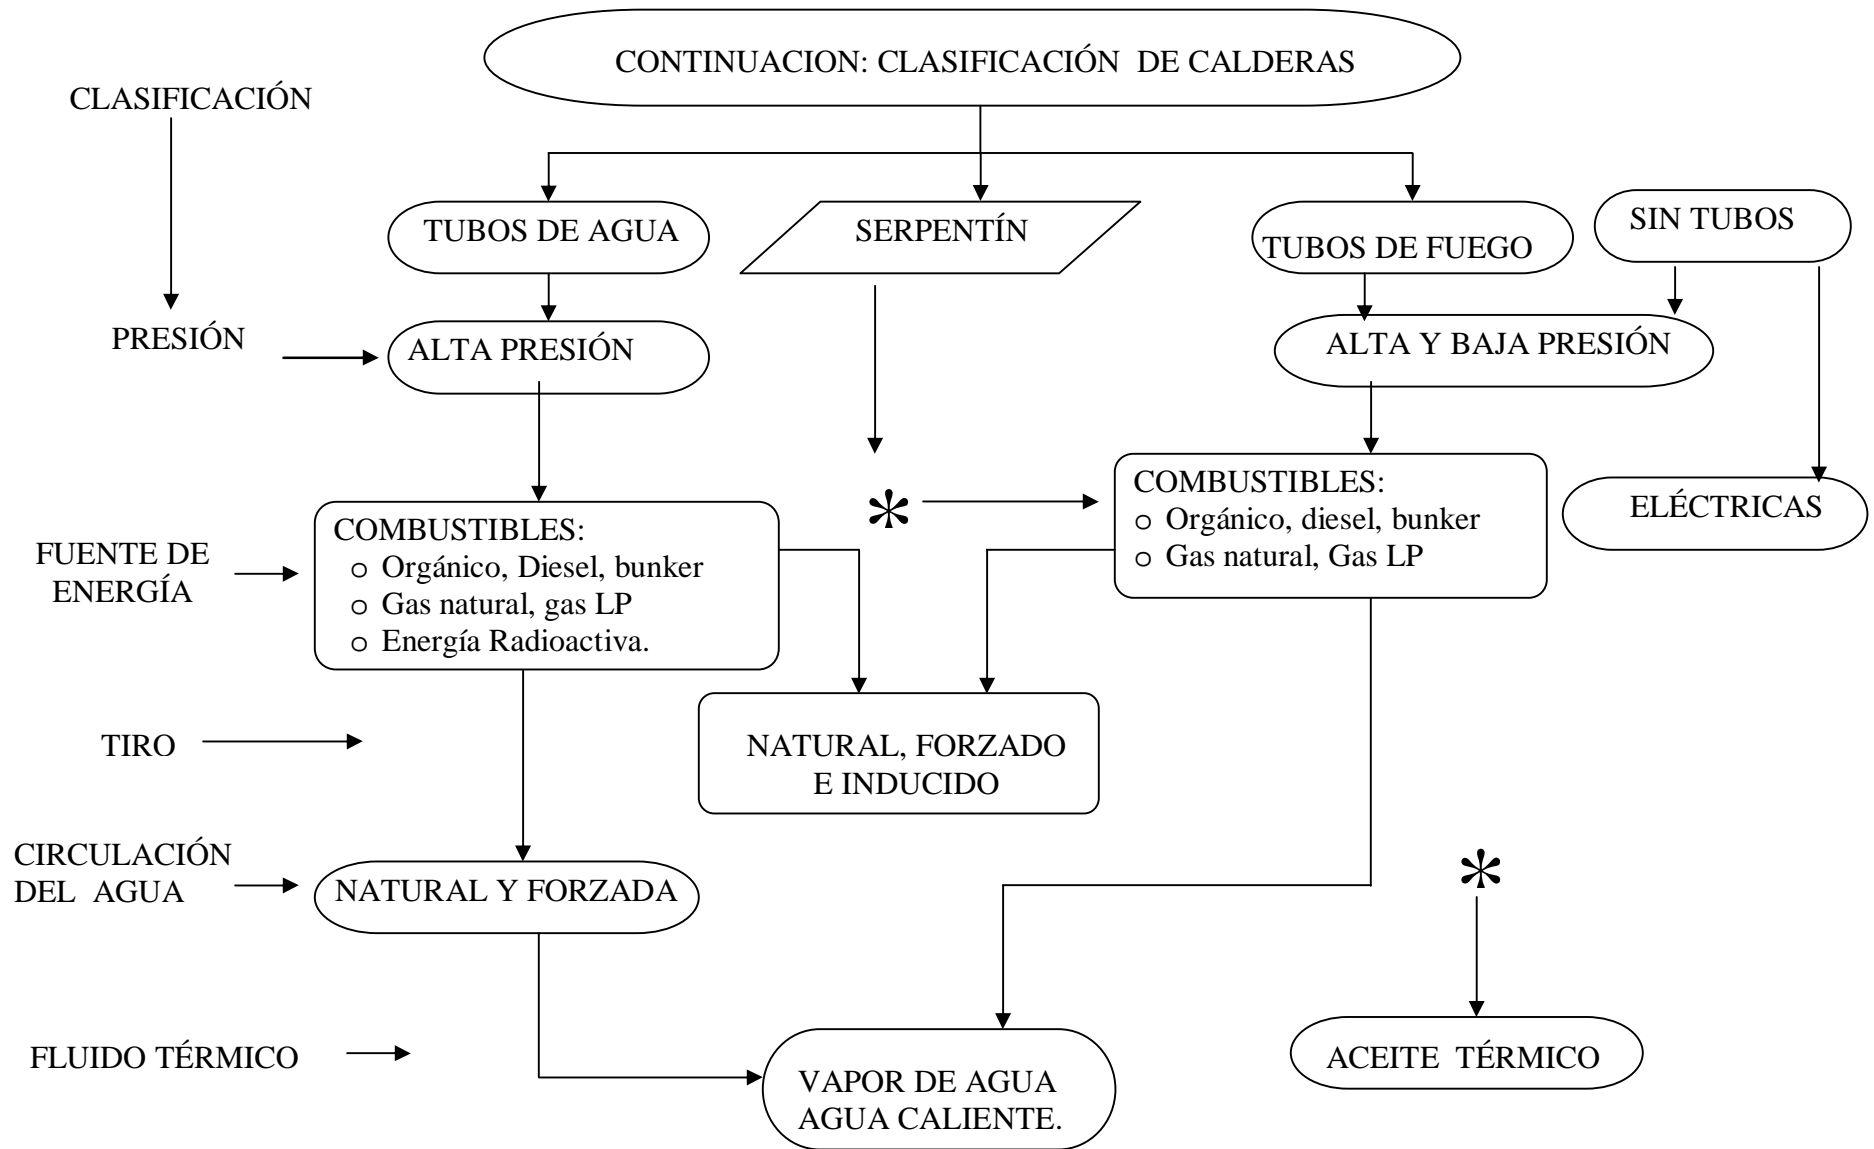 CONTINUACION: CLASIFICACIÓN DE CALDERAS
CLASIFICACIÓN
TUBOS DE AGUA
SERPENTÍN
TUBOS DE FUEGO
SIN TUBOS
PRESIÓN
ALTA PRESIÓN
ALTA Y BAJA PRESIÓN
*
COMBUSTIBLES:
o Orgánico, diesel, bunker
o Gas natural, Gas LP
ELÉCTRICAS
FUENTE DE
ENERGÍA
COMBUSTIBLES:
o Orgánico, Diesel, bunker
o Gas natural, gas LP
o Energía Radioactiva.
TIRO
NATURAL, FORZADO
E INDUCIDO
CIRCULACIÓN
DEL AGUA
NATURAL Y FORZADA
*
FLUIDO TÉRMICO
VAPOR DE AGUA
AGUA CALIENTE.
ACEITE TÉRMICO